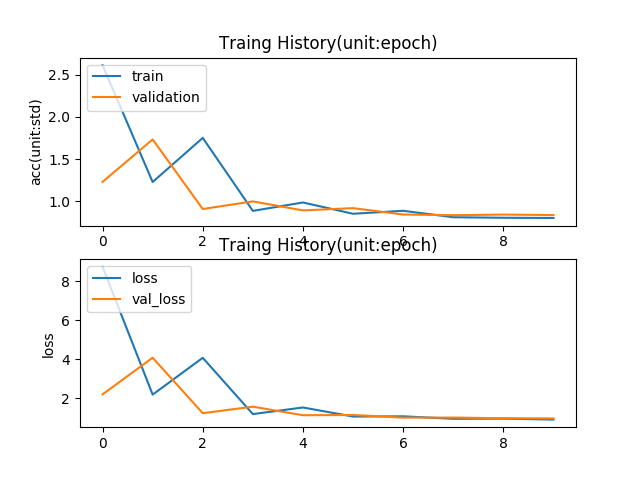 Traing History(unit:epoch)
acc(unit:std)
2.5
2.0
1.5
1.0
train
validation
0 2 4 6 8
Traing History(unit:epoch)
loss
8
6
4
2
loss
val_loss
0 2 4 6 8